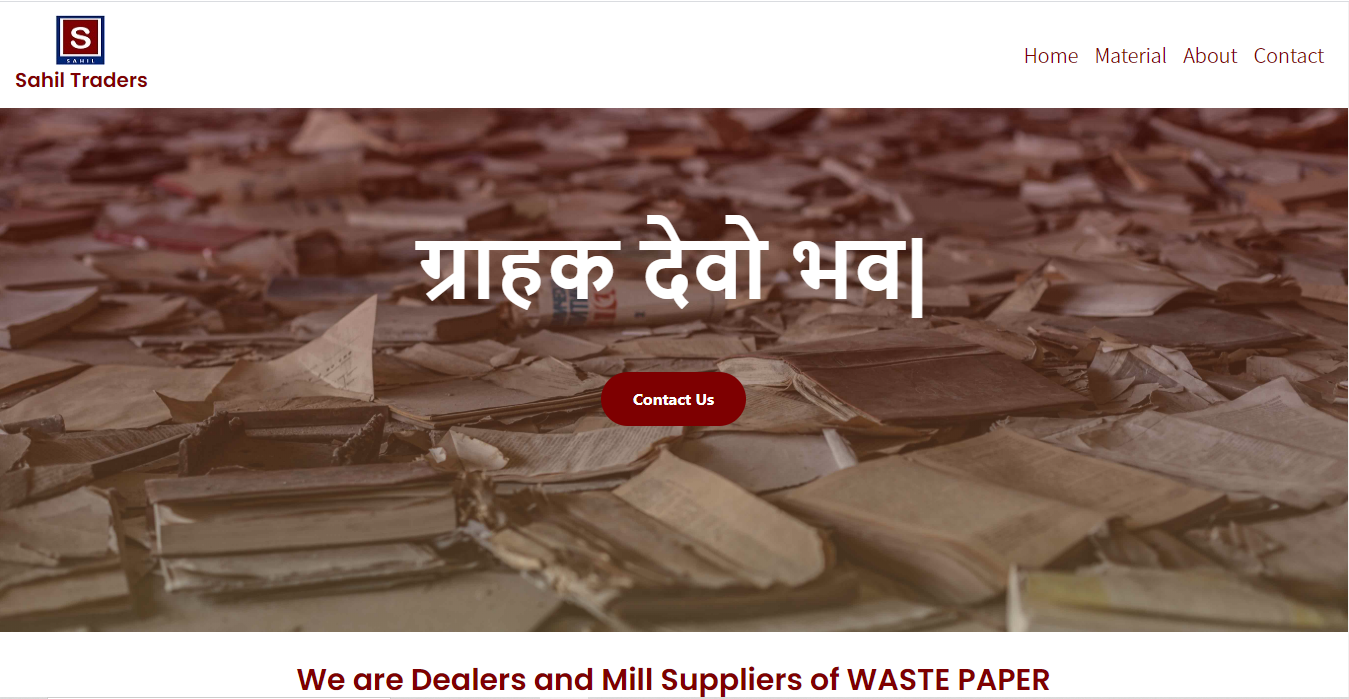 S
SAHIL
Sahil Traders
Home Material About Contact
ग्राहक देवो भव|
Contact Us
We are Dealers and Mill Suppliers of WASTE PAPER